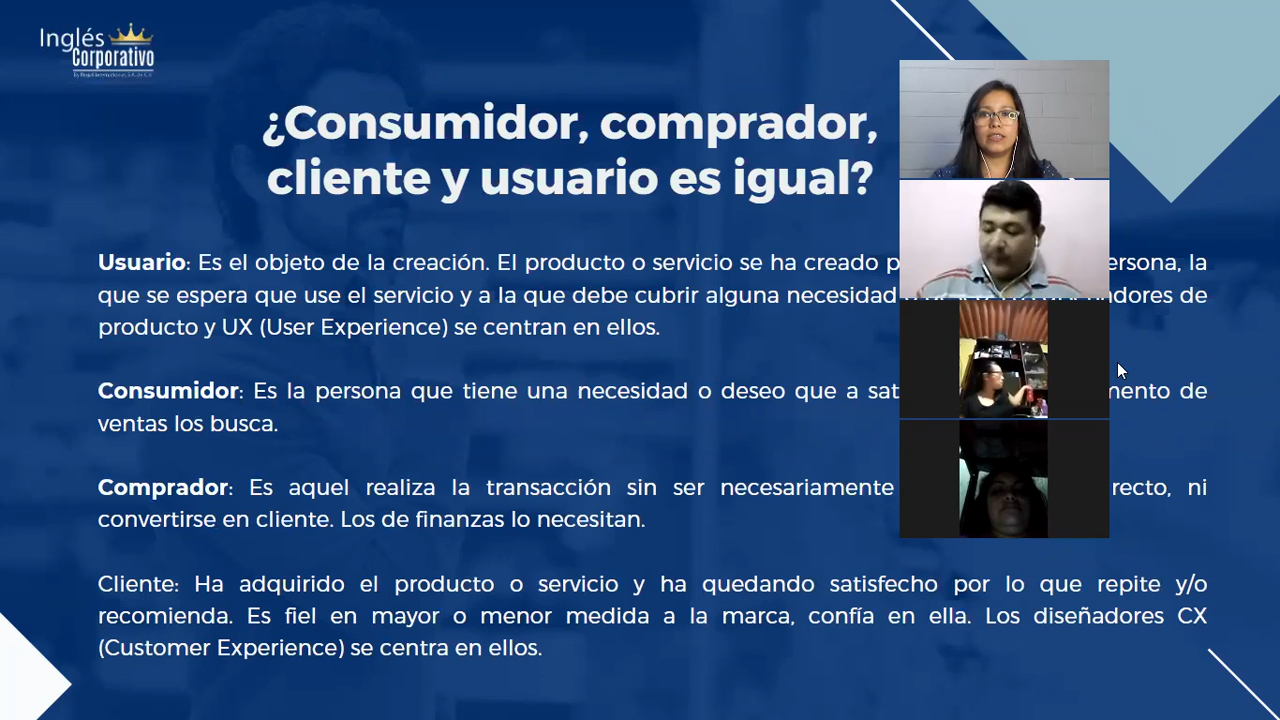 Inglés
Corporativo
¿Consumidor, comprador,
cliente y usuario es igual?
Usuario: Es el objeto de la creación. El producto o servicio se ha creado ersona, la
que se espera que use el servicio y a la que debe cubrir alguna necesidad de
producto y UX (User Experience) se centran en ellos.
Consumidor: Es la persona que tiene una necesidad o deseo que a de
ventas los busca.
Comprador: Es aquel realiza la transacción sin ser necesariamente recto, ni
convertirse en cliente. Los de finanzas lo necesitan.
Cliente: Ha adquirido el producto o servicio y ha quedando satisfecho por lo que repite y/o
recomienda. Es fiel en mayor o menor medida a la marca, confía en ella. Los diseñadores CX
(Customer Experience) se centra en ellos.